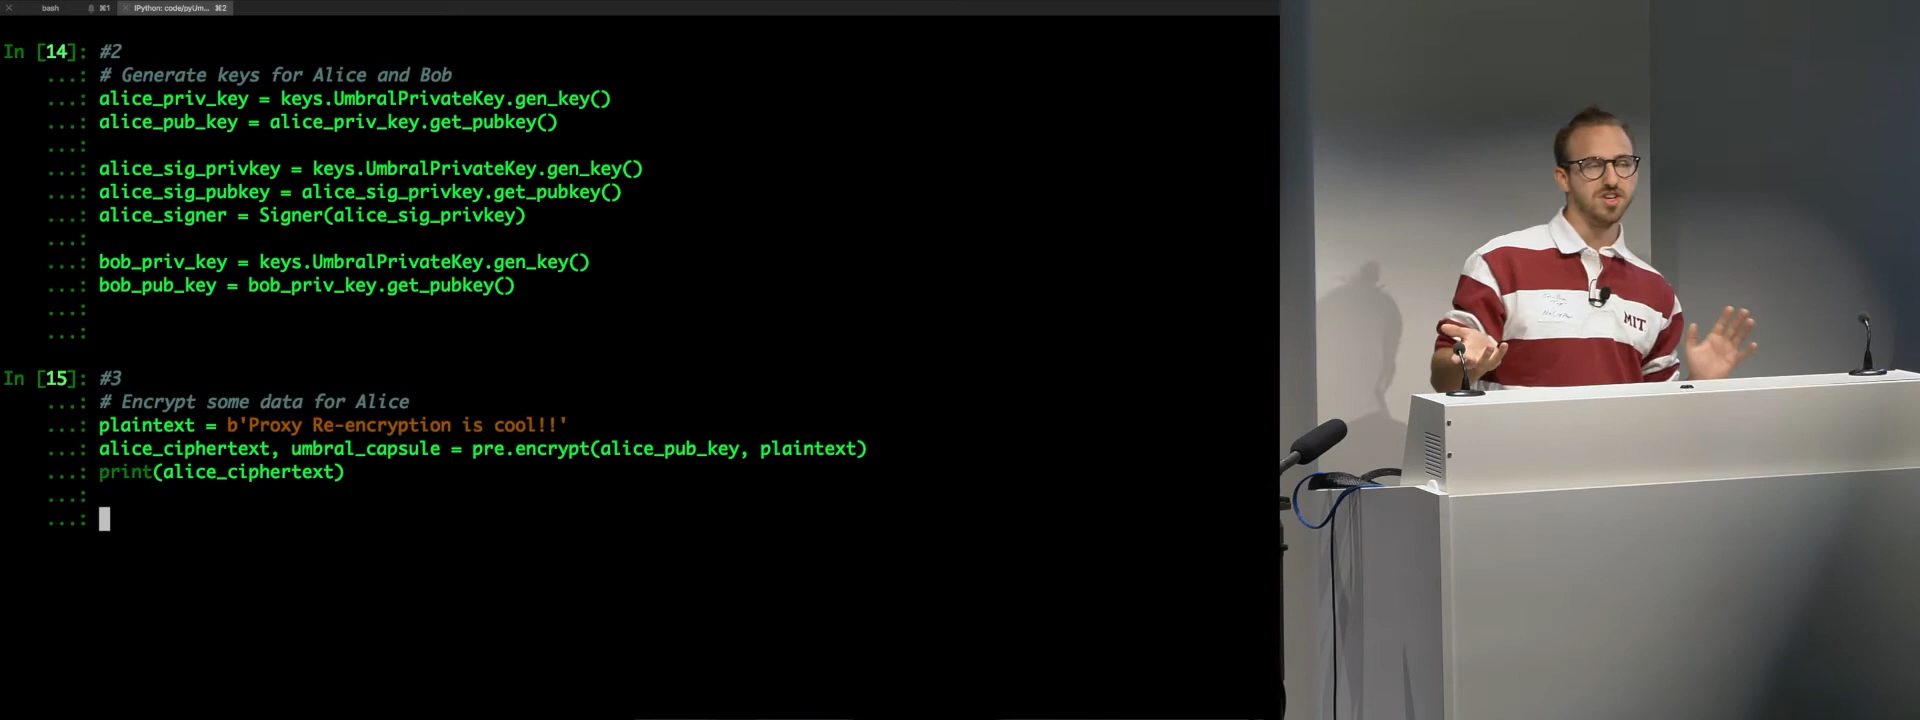 bash ⌘1
IPython: code/pyUm... ⌘2
In [14]: #2
...: # Generate keys for Alice and Bob
...: alice_priv_key = keys.UmbralPrivateKey.gen_key()
...: alice_pub_key = alice_priv_key.get_pubkey()
...:
...: alice_sig_privkey = keys.UmbralPrivateKey.gen_key()
...: alice_sig_pubkey = alice_sig_privkey.get_pubkey()
...: alice_signer = Signer(alice_sig_privkey)
...:
...: bob_priv_key = keys.UmbralPrivateKey.gen_key()
...: bob_pub_key = bob_priv_key.get_pubkey()
...:
...:
In [15]: #3
...: # Encrypt some data for Alice
...: plaintext = b'Proxy Re-encryption is cool!!'
...: alice_ciphertext, umbral_capsule = pre.encrypt(alice_pub_key, plaintext)
...: print(alice_ciphertext)
...:
...:
MIT